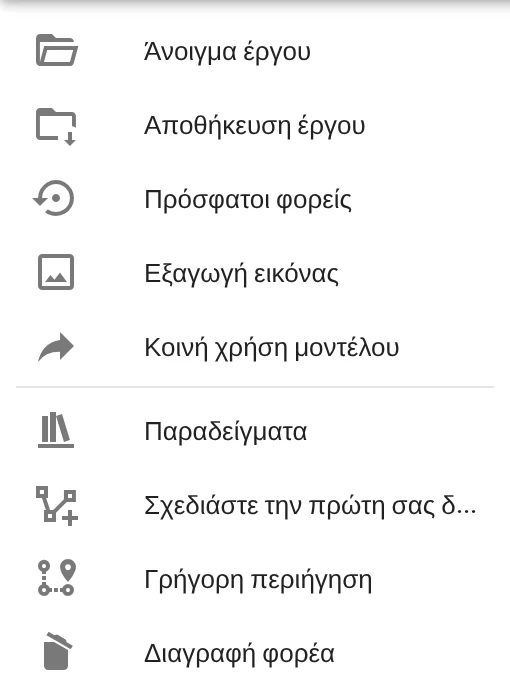 Άνοιγμα έργου
Αποθήκευση έργου
Πρόσφατοι φορείς
Εξαγωγή εικόνας
Κοινή χρήση μοντέλου
Παραδείγματα
Σχεδιάστε την πρώτη σας δ...
Γρήγορη περιήγηση
Διαγραφή φορέα